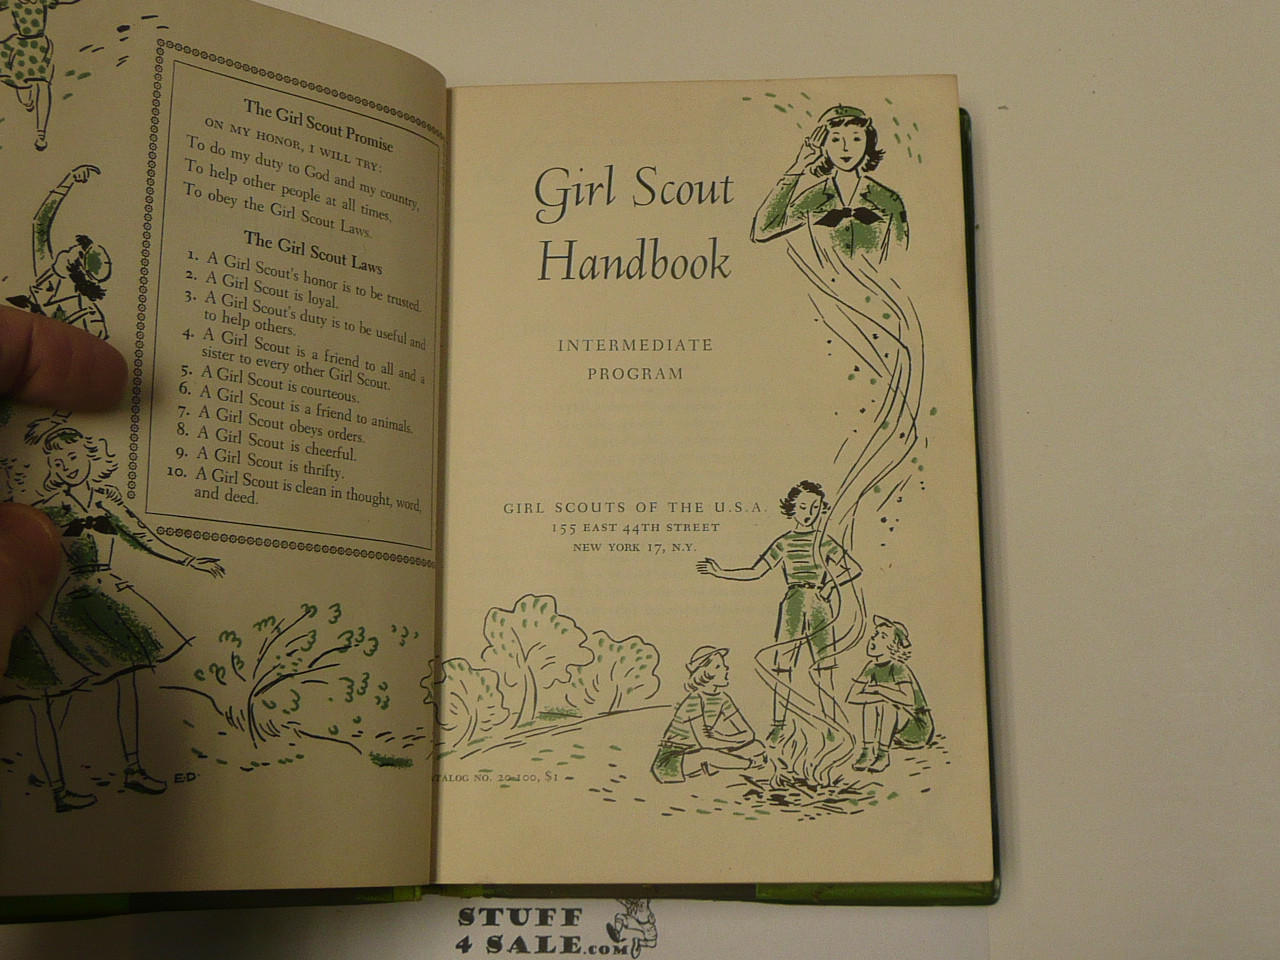 The Girl Scout Promise
ON MY HONOR, I WILL TRY:
To do my duty to God and my country,
To help other people at all times,
To obey the Girl Scout Laws.
The Girl Scout Laws
1. A Girl Scout's honor is to be trusted.
2. A Girl Scout is loyal.
3. A Girl Scout's duty is to be useful and
to help others.
4. A Girl Scout is a friend to all and a
sister to every other Girl Scout.
5. A Girl Scout is courteous.
6. A Girl Scout is a friend to animals.
7. A Girl Scout obeys orders.
8. A Girl Scout is cheerful.
9. A Girl Scout is thrifty.
10. A Girl Scout is clean in thought, word,
and deed.
E.D.
Girl Scout
Handbook
INTERMEDIATE
PROGRAM
GIRL SCOUTS OF THE U.S.A.
155 EAST 44TH STREET
NEW YORK 17, N.Y.
TALOG NO. 20-100, $1
STUFF
4 SALE.COM